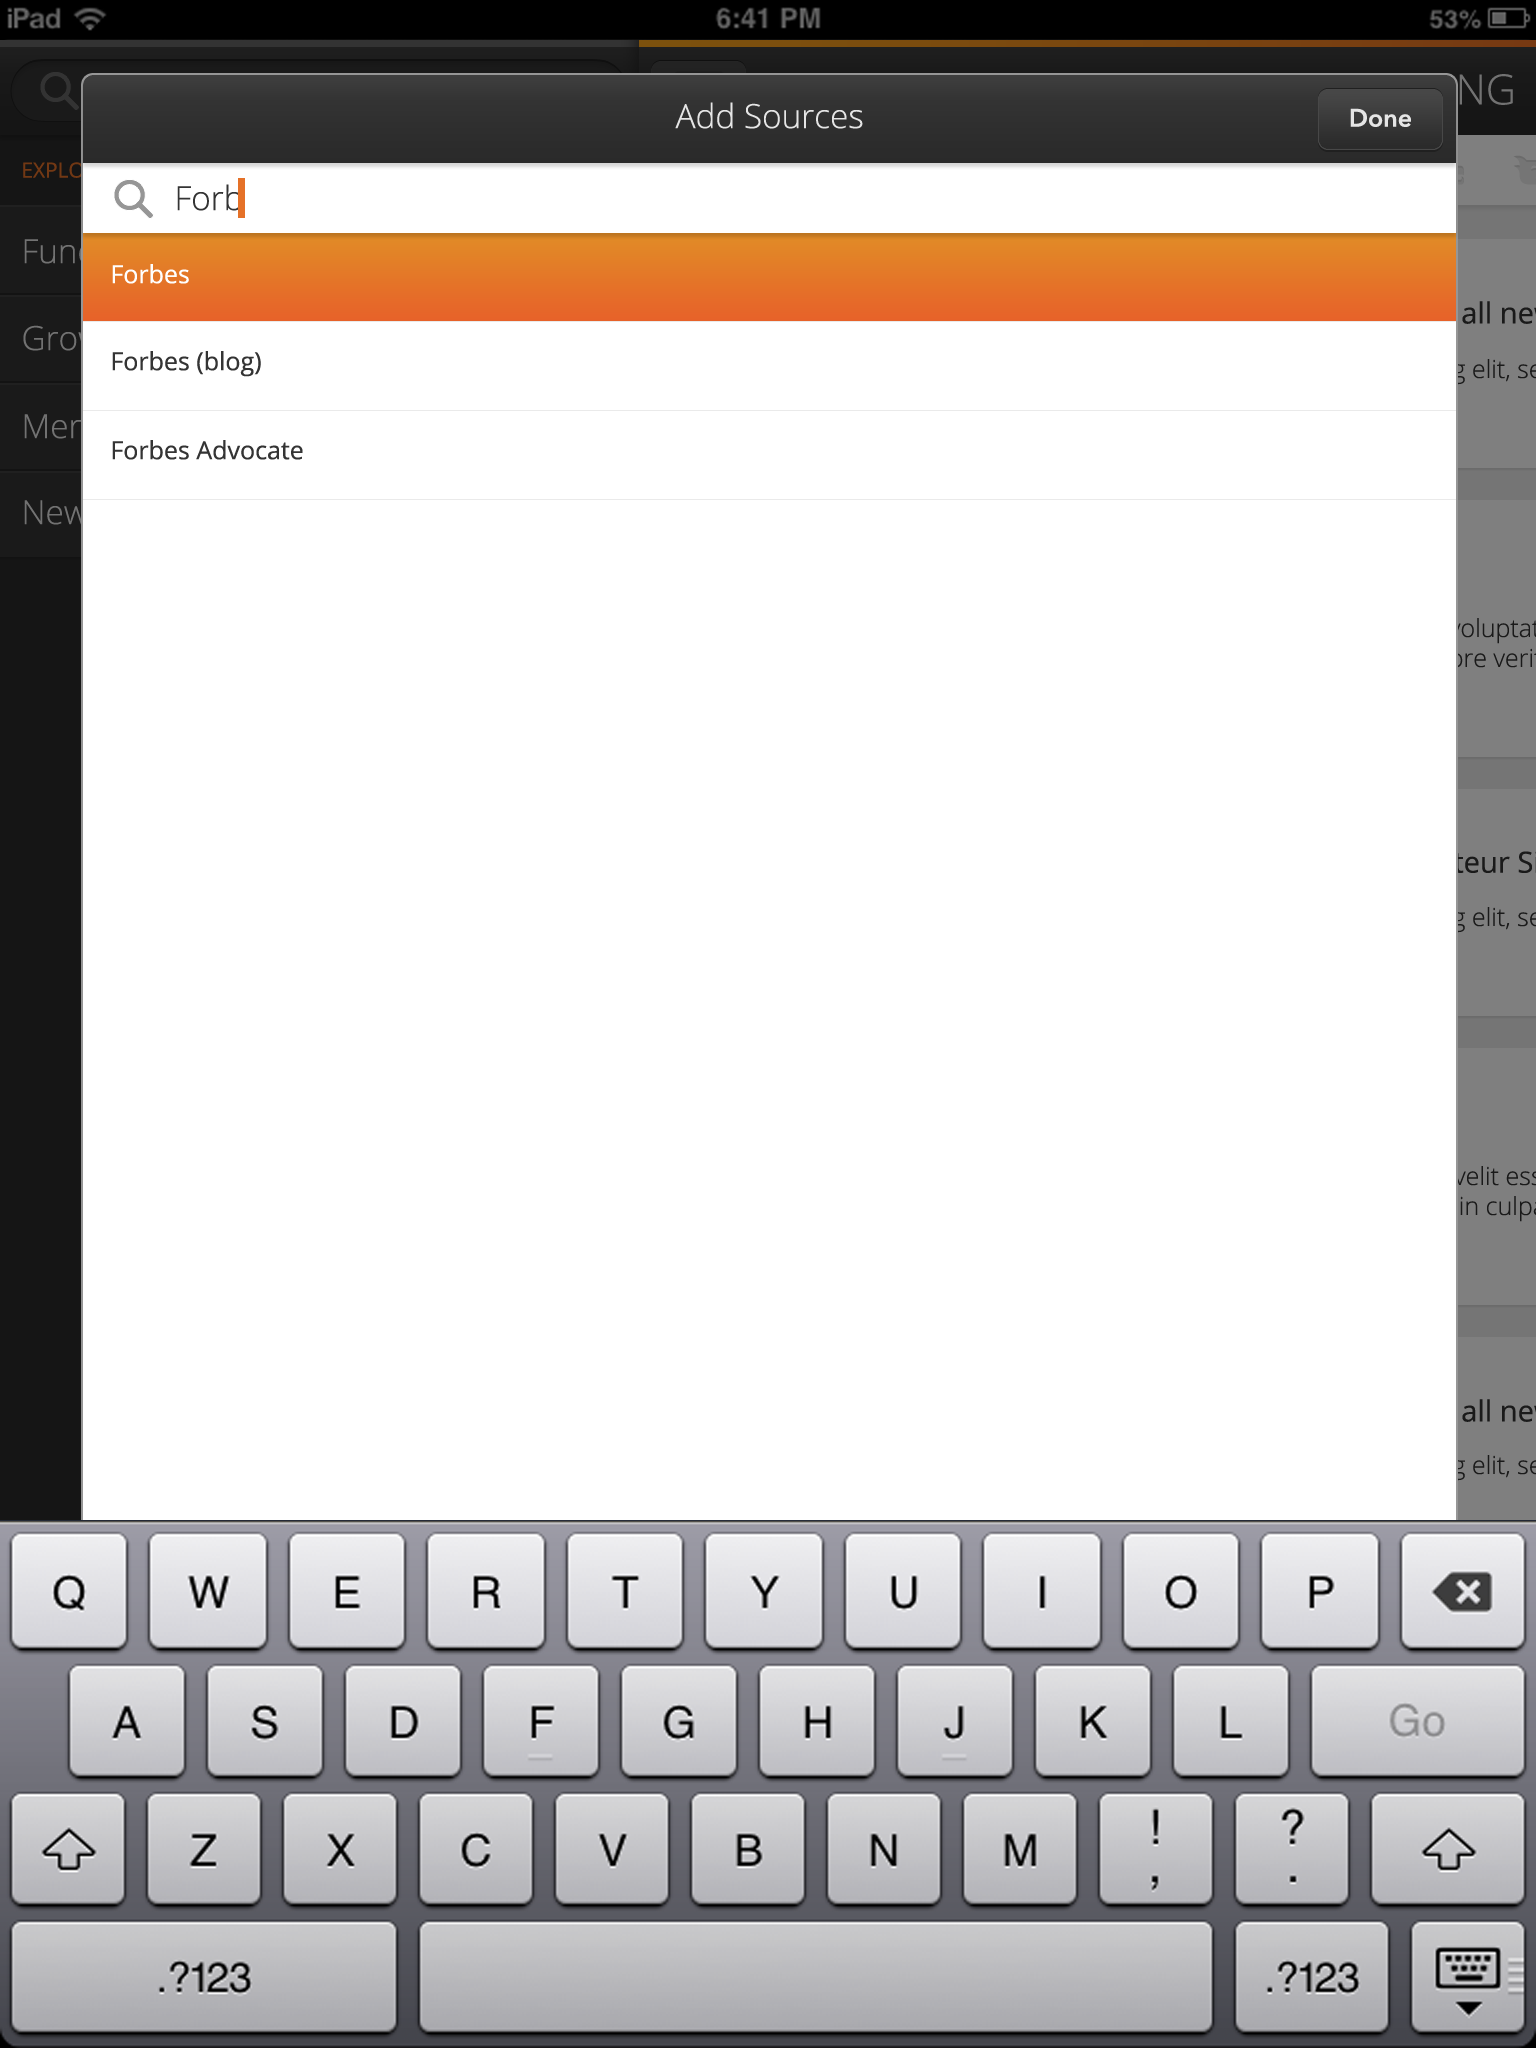 iPad 6:41 PM 53%
NG
Add Sources
Done
EXPLO
Forb
Forbes
Forbes (blog)
Forbes Advocate
Fun
Gro
Mer
New
all ne
g elit, se
voluptat
ore veri
teur Si
g elit, se
velit ess
in culpa
all ne
g elit, se
Q W E R T Y U I O P
A S D F G H J K L Go
Z X C V B N M ! , ? .
.?123 .?123